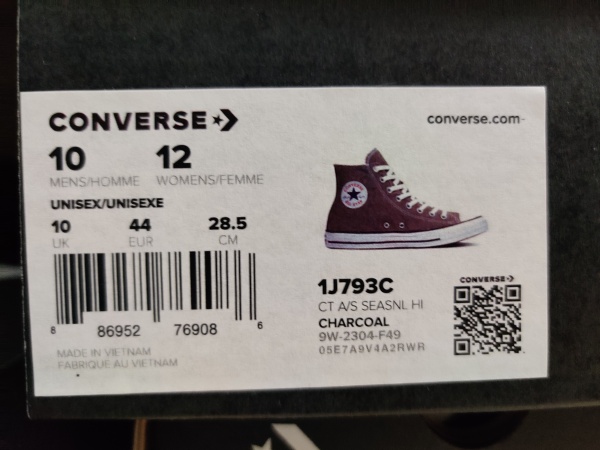 CONVERSE
converse.com
10 12
MENS/HOMME WOMENS/FEMME
UNISEX/UNISEXE
10 44 28.5
UK EUR CM
8 86952 76908 6
MADE IN VIETNAM
FABRIQUE AU VIETNAM
1J793C
CT A/S SEASNL HI
CHARCOAL
9W-2304-F49
05E7A9V4A2RWR
CONVERSE